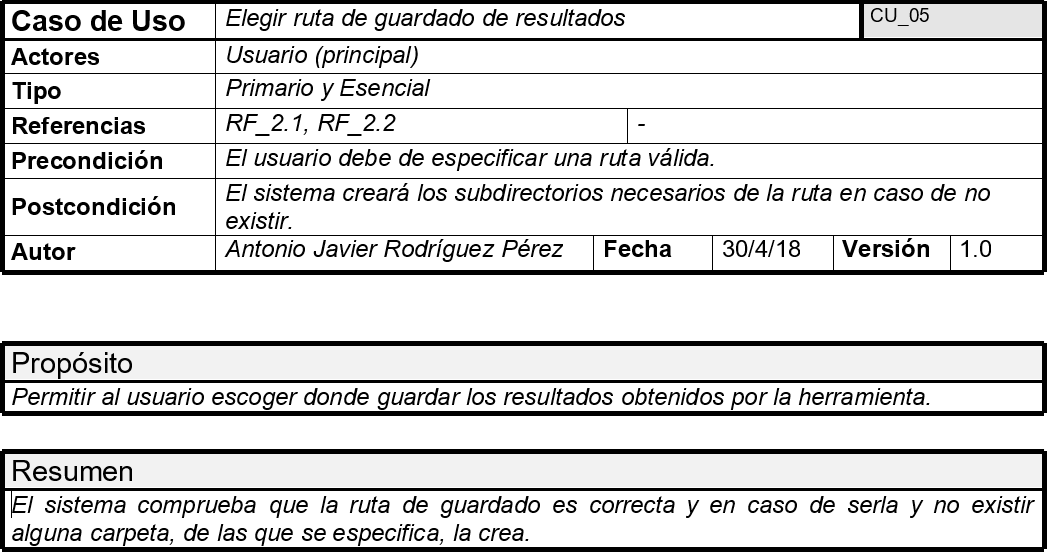 Caso de Uso Elegir ruta de guardado de resultados CU_05
Actores Usuario (principal)
Tipo Primario y Esencial
Referencias RF_2.1, RF_2.2 -
Precondición El usuario debe de especificar una ruta válida.
Postcondición El sistema creará los subdirectorios necesarios de la ruta en caso de no
existir.
Autor Antonio Javier Rodríguez Pérez Fecha 30/4/18 Versión 1.0
Propósito
Permitir al usuario escoger donde guardar los resultados obtenidos por la herramienta.
Resumen
El sistema comprueba que la ruta de guardado es correcta y en caso de serla y no existir
alguna carpeta, de las que se especifica, la crea.